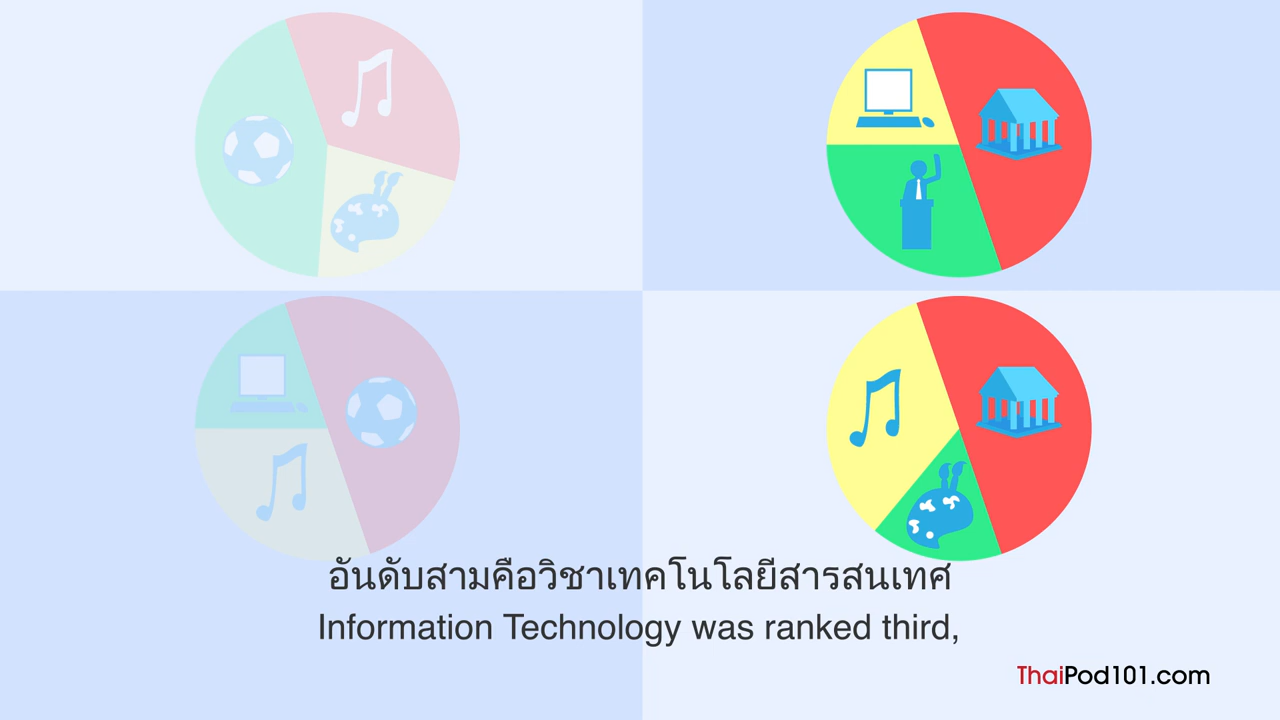 อันดับสามคือวิชาเทคโนโลยีสารสนเทศ
Information Technology was ranked third,
ThaiPod101.com